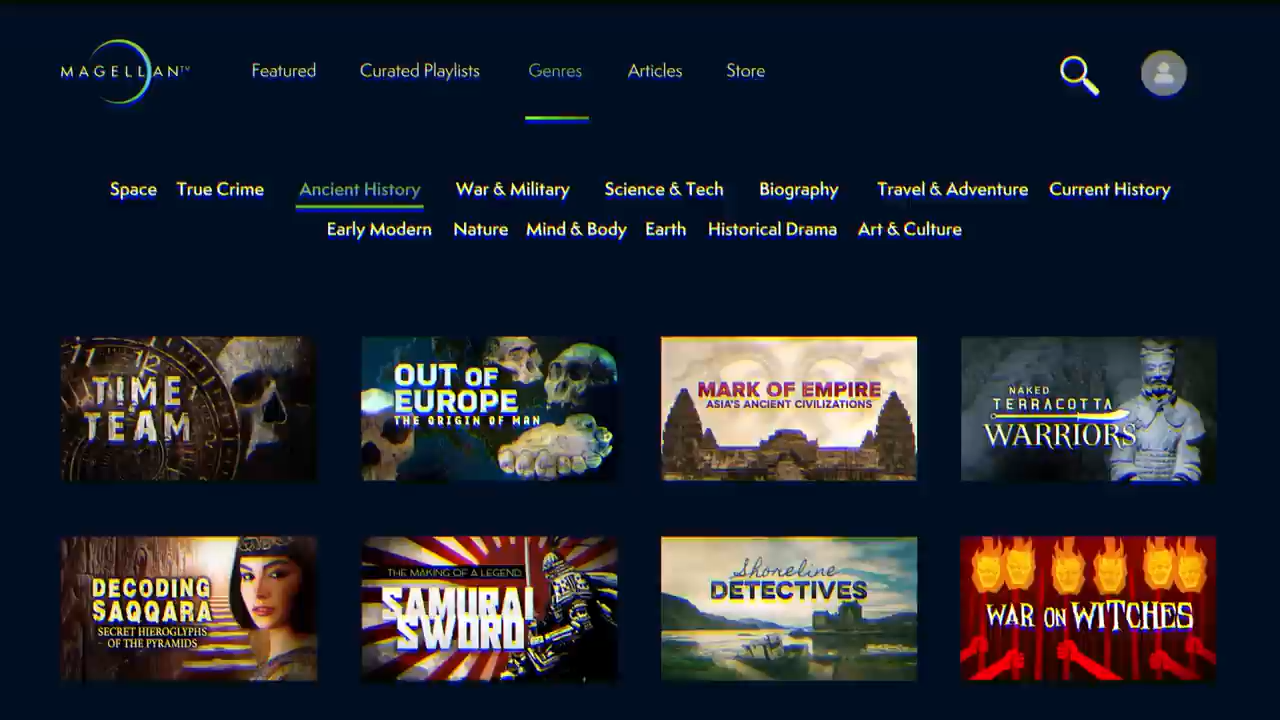 MAGELLAN™ Featured Curated Playlists Genres Articles Store
Space True Crime Ancient History War & Military Science & Tech Biography Travel & Adventure Current History
Early Modern Nature Mind & Body Earth Historical Drama Art & Culture
11 12
TIME
TEAM
OUT OF
EUROPE
THE ORIGIN OF MAN
MARK OF EMPIRE
ASIA'S ANCIENT CIVILIZATIONS
NAKED
TERRACOTTA
WARRIORS
DECODING
SAQQARA
SECRET HIEROGLYPHS
OF THE PYRAMIDS
THE MAKING OF A LEGEND
SAMURAI
SWORD
Shoreline
DETECTIVES
WAR ON WITCHES